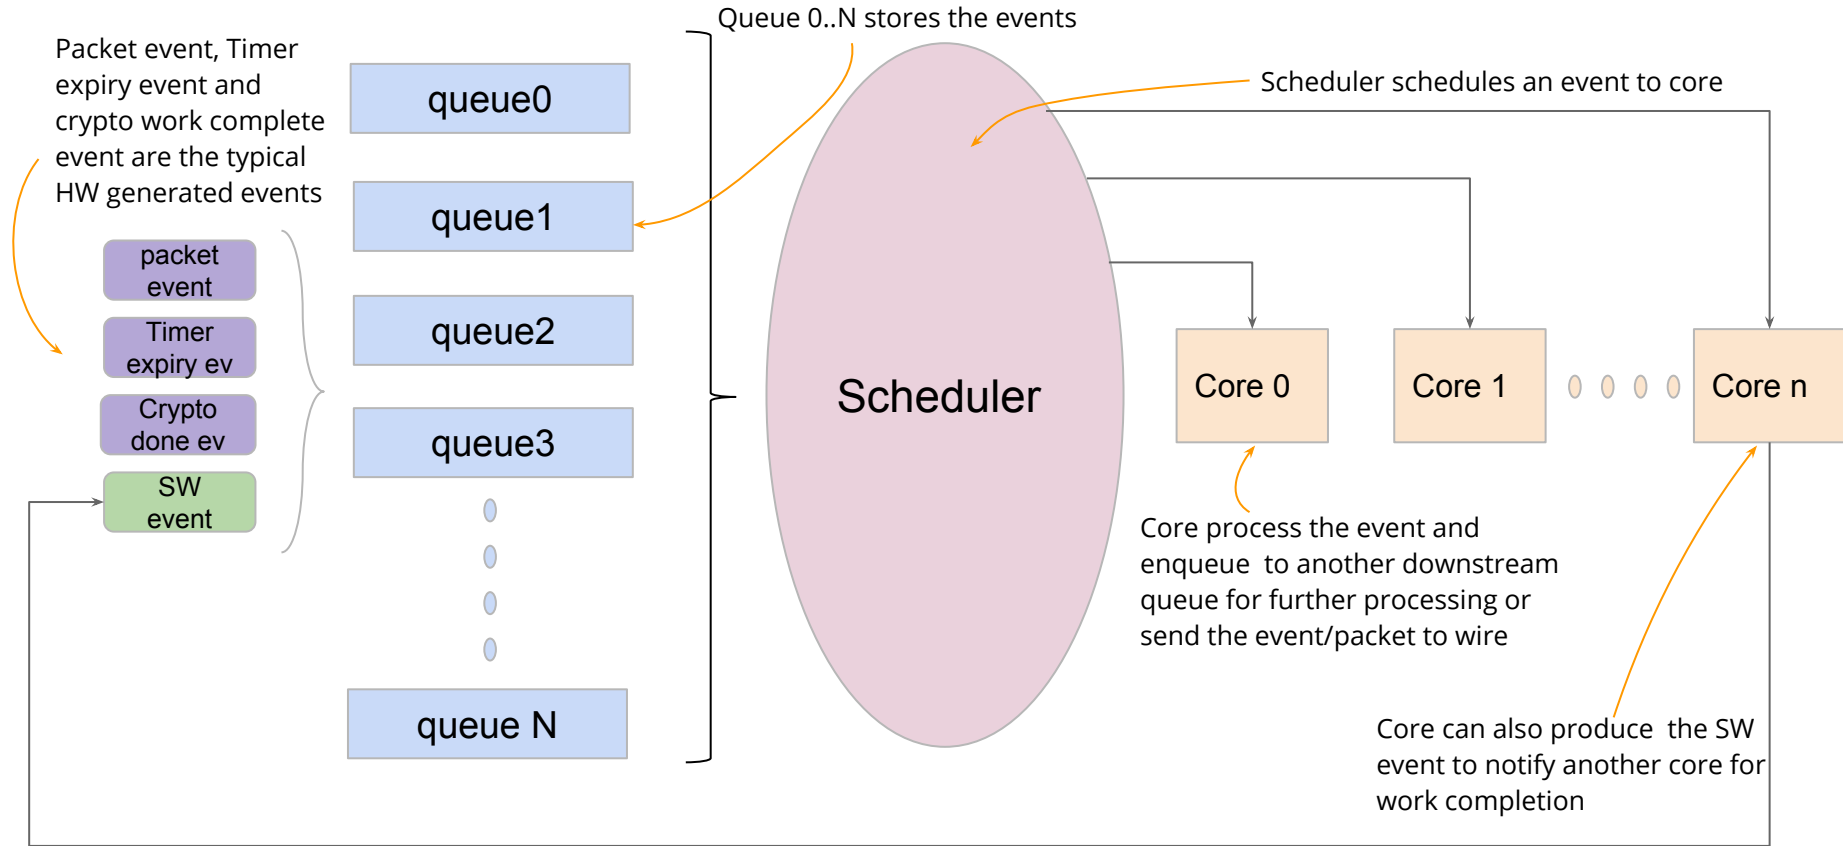 Queue 0..N stores the events
Packet event, Timer
expiry event and
crypto work complete
event are the typical
HW generated events
packet
event
Timer
expiry ev
Crypto
done ev
SW
event
queue0
queue1
queue2
queue3
queue N
Scheduler
Scheduler schedules an event to core
Core 0
Core 1
Core n
Core process the event and
enqueue  to another downstream
queue for further processing or
send the event/packet to wire
Core can also produce  the SW
event to notify another core for
work completion